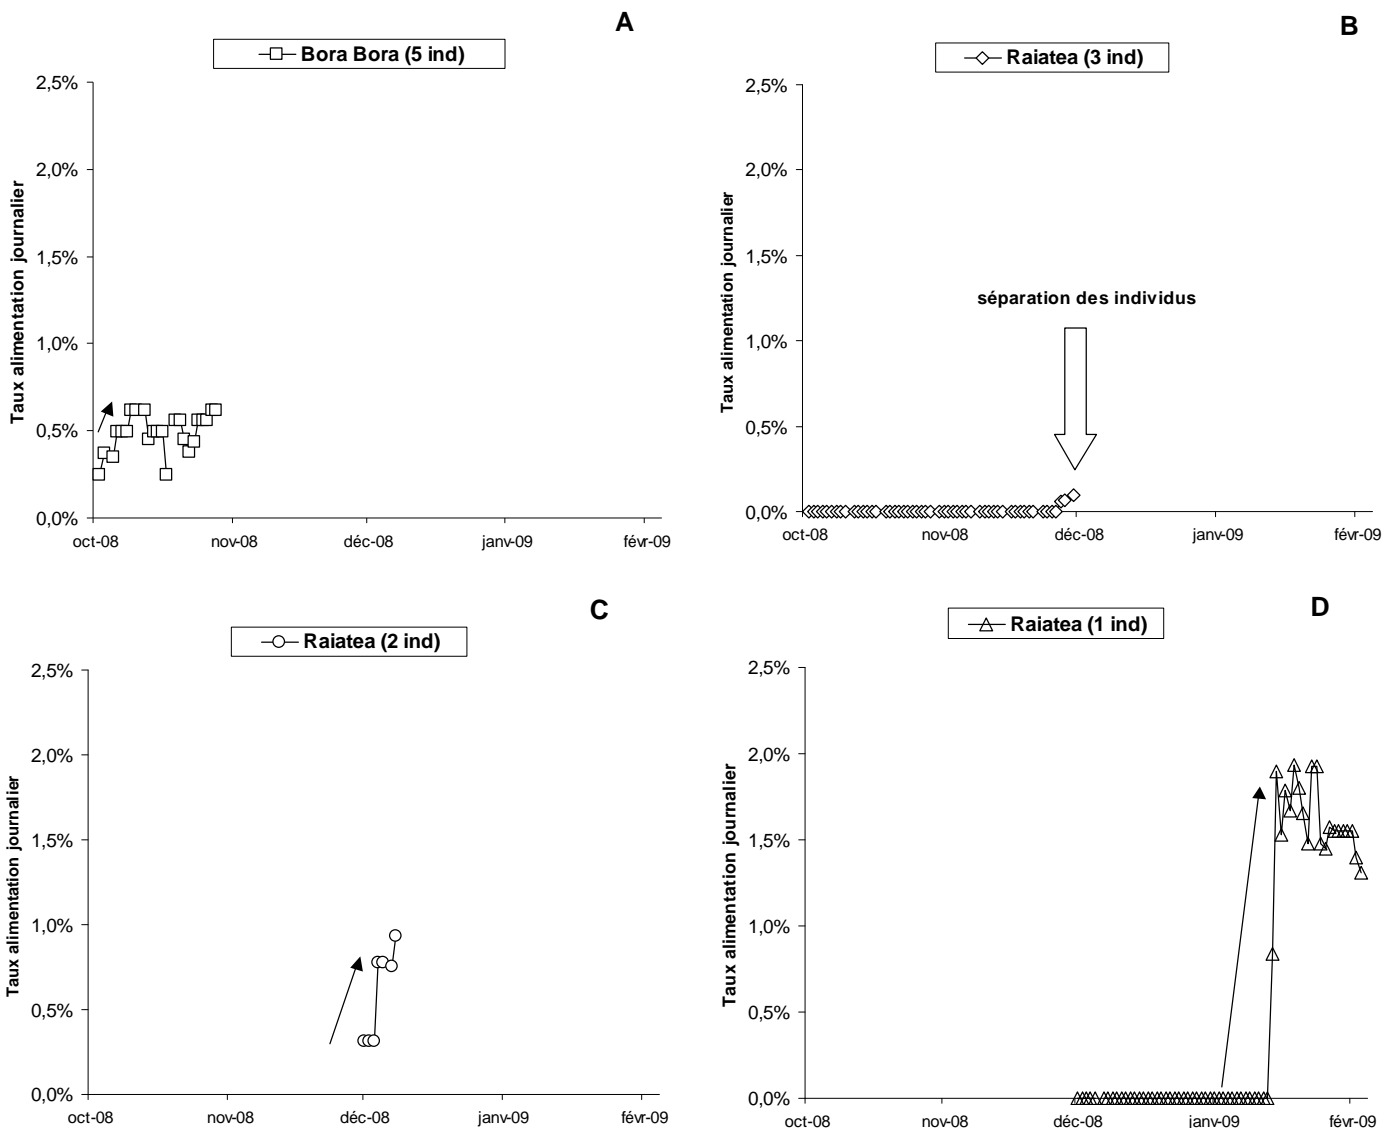 A
Bora Bora (5 ind)
2,5%
2,0%
1,5%
1,0%
0,5%
0,0%
Taux alimentation journalier
oct-08 nov-08 déc-08 janv-09 févr-09
B
Raiatea (3 ind)
2,5%
2,0%
1,5%
1,0%
0,5%
0,0%
Taux alimentation journalier
séparation des individus
oct-08 nov-08 déc-08 janv-09 févr-09
C
Raiatea (2 ind)
2,5%
2,0%
1,5%
1,0%
0,5%
0,0%
Taux alimentation journalier
oct-08 nov-08 déc-08 janv-09 févr-09
D
Raiatea (1 ind)
2,5%
2,0%
1,5%
1,0%
0,5%
0,0%
Taux alimentation journalier
oct-08 nov-08 déc-08 janv-09 févr-09